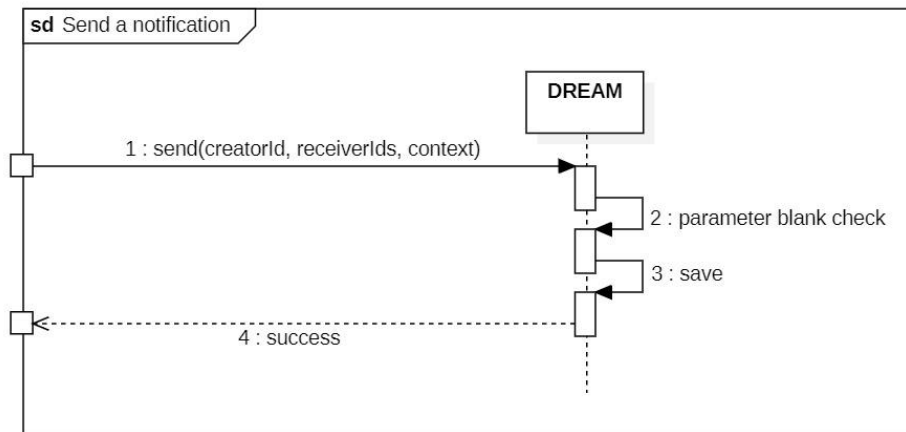 sd Send a notification
DREAM
1 : send(creatorId, receiverIds, context)
2 : parameter blank check
3 : save
4 : success